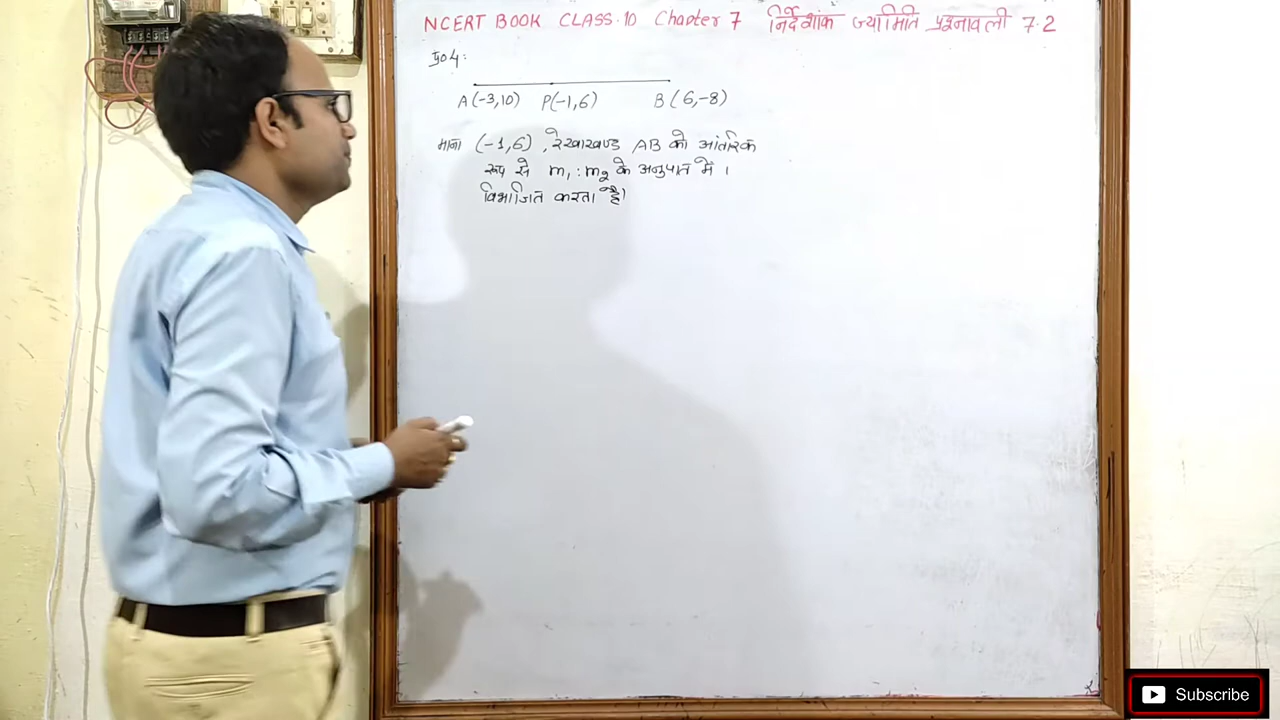 NCERT BOOK CLASS-10 Chapter 7 निर्देशांक ज्यामिति प्रश्नावली 7.2
प्र04:
A(-3,10) P(-1,6) B(6,-8)
माना (-1,6), रेखाखण्ड AB को आंतरिक
रूप से m₁:m₂ के अनुपात में।
विभाजित करता है।
Subscribe